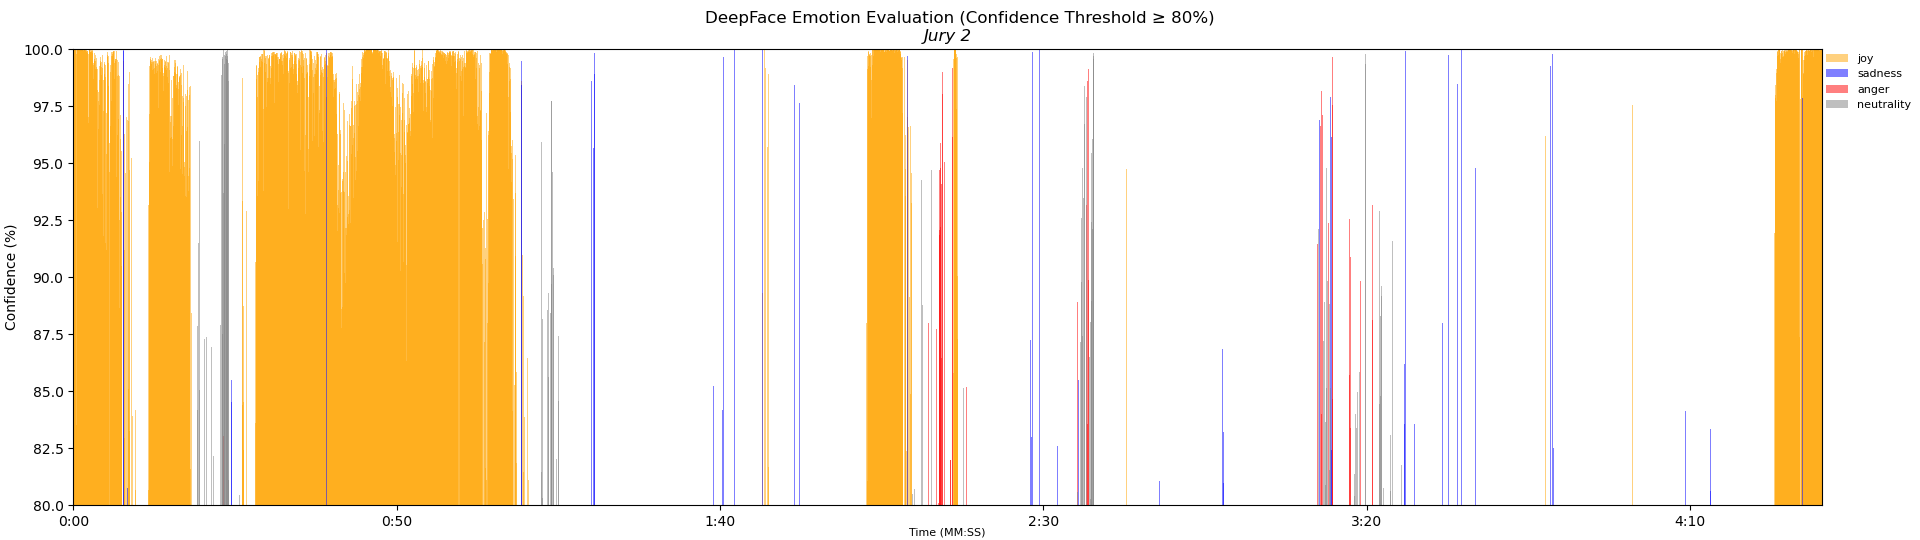 DeepFace Emotion Evaluation (Confidence Threshold ≥ 80%)
Jury 2
Confidence (%)
100.0
97.5
95.0
92.5
90.0
87.5
85.0
82.5
80.0
0:00 0:50 1:40 2:30 3:20 4:10
Time (MM:SS)
joy
sadness
anger
neutrality